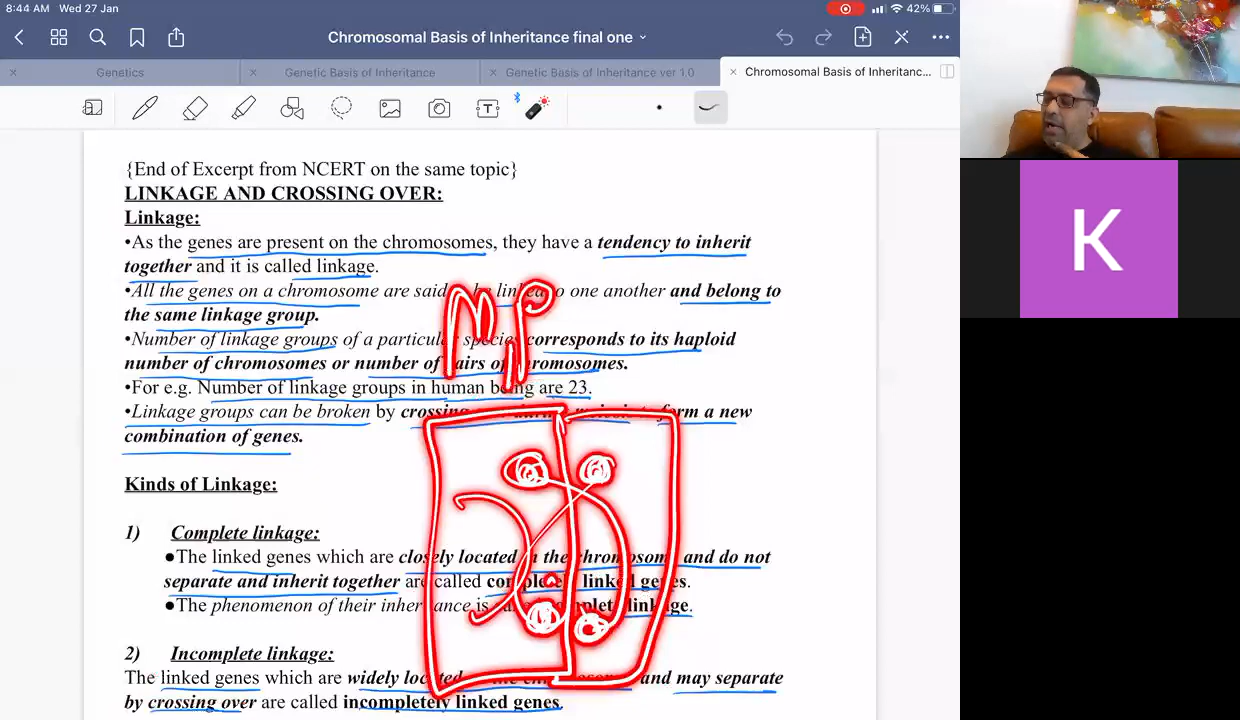 8:44 AM Wed 27 Jan
42%
Chromosomal Basis of Inheritance final one
Genetics
Genetic Basis of Inheritance
Genetic Basis of Inheritance ver 1.0
Chromosomal Basis of Inheritanc...
{End of Excerpt from NCERT on the same topic}
LINKAGE AND CROSSING OVER:
Linkage:
•As the genes are present on the chromosomes, they have a tendency to inherit
together and it is called linkage.
•All the genes on a chromosome are said be linked to one another and belong to
the same linkage group.
•Number of linkage groups of a particular species corresponds to its haploid
number of chromosomes or number of pairs of chromosomes.
•For e.g. Number of linkage groups in human being are 23.
•Linkage groups can be broken by crossing over during meiosis to form a new
combination of genes.
Kinds of Linkage:
1) Complete linkage:
●The linked genes which are closely located in the chromosome and do not
separate and inherit together are called completely linked genes.
●The phenomenon of their inheritance is called complete linkage.
2) Incomplete linkage:
The linked genes which are widely located on the chromosome and may separate
by crossing over are called incompletely linked genes.
K